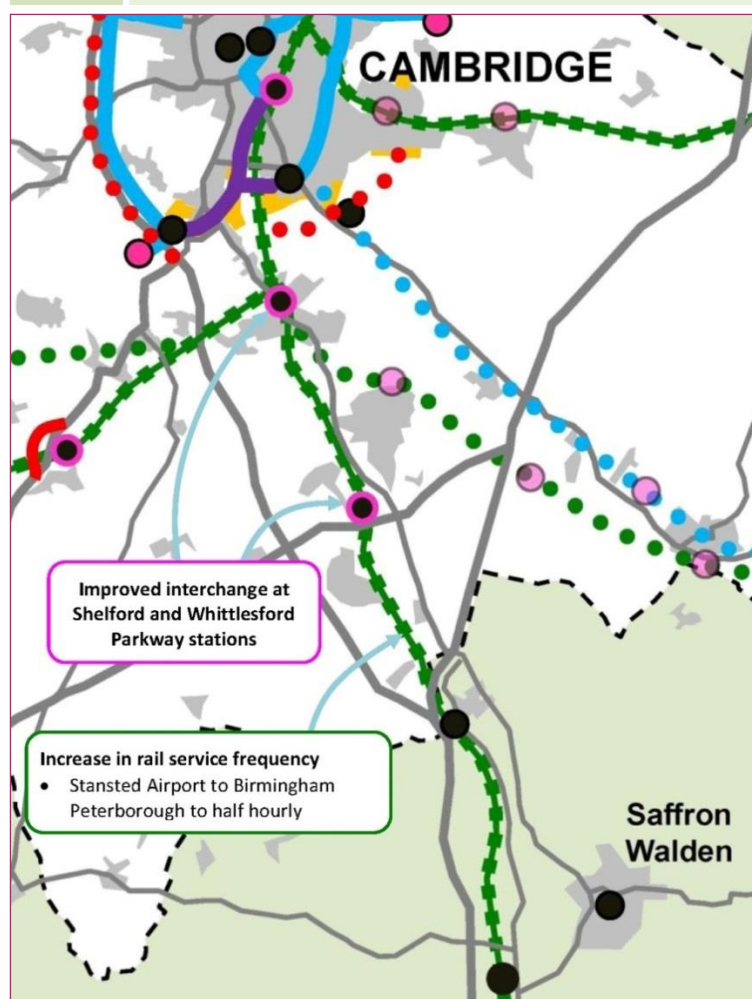 CAMBRIDGE
Improved interchange at
Shelford and Whittlesford
Parkway stations
Increase in rail service frequency
• Stansted Airport to Birmingham
Peterborough to half hourly
Saffron
Walden